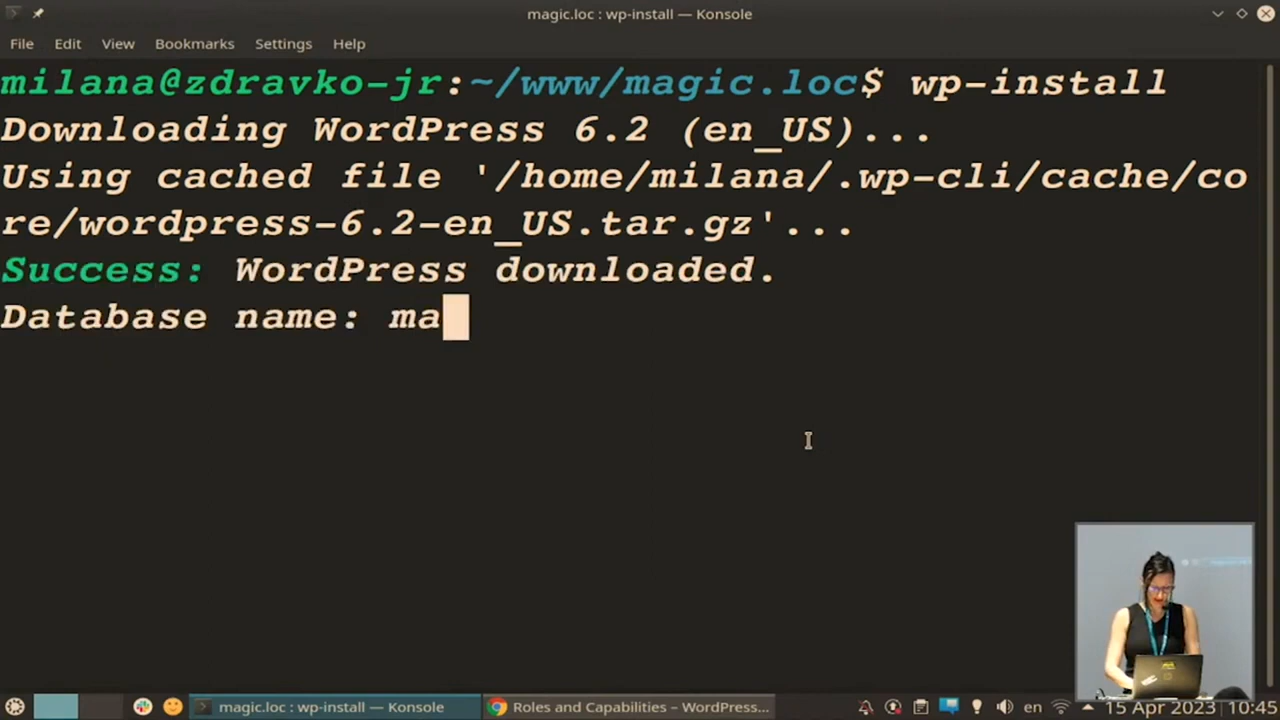 magic.loc : wp-install — Konsole
File Edit View Bookmarks Settings Help
milana@zdravko-jr:~/www/magic.loc$ wp-install
Downloading WordPress 6.2 (en_US)...
Using cached file '/home/milana/.wp-cli/cache/co
re/wordpress-6.2-en_US.tar.gz'...
Success: WordPress downloaded.
Database name: ma
magic.loc : wp-install — Konsole Roles and Capabilities – WordPress... en 15 Apr 2023 10:45